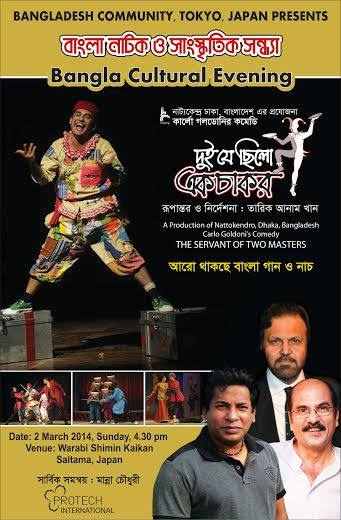 BANGLADESH COMMUNITY, TOKYO, JAPAN PRESENTS
বাংলা নাটক ও সাংস্কৃতিক সন্ধ্যা
Bangla Cultural Evening
নাট্যকেন্দ্র ঢাকা, বাংলাদেশ এর প্রযোজনা
কার্লো গলডোনির কমেডি
দুই যে ছিলো
এক চাকর
রূপান্তর ও নির্দেশনা : তারিক আনাম খান
A Production of Nattokendro, Dhaka, Bangladesh
Carlo Goldoni's Comedy
THE SERVANT OF TWO MASTERS
আরো থাকছে বাংলা গান ও নাচ
Date: 2 March 2014, Sunday, 4.30 pm
Venue: Warabi Shimin Kaikan
Saitama, Japan
সার্বিক সমন্বয় : মান্না চৌধুরী
PROTECH
INTERNATIONAL